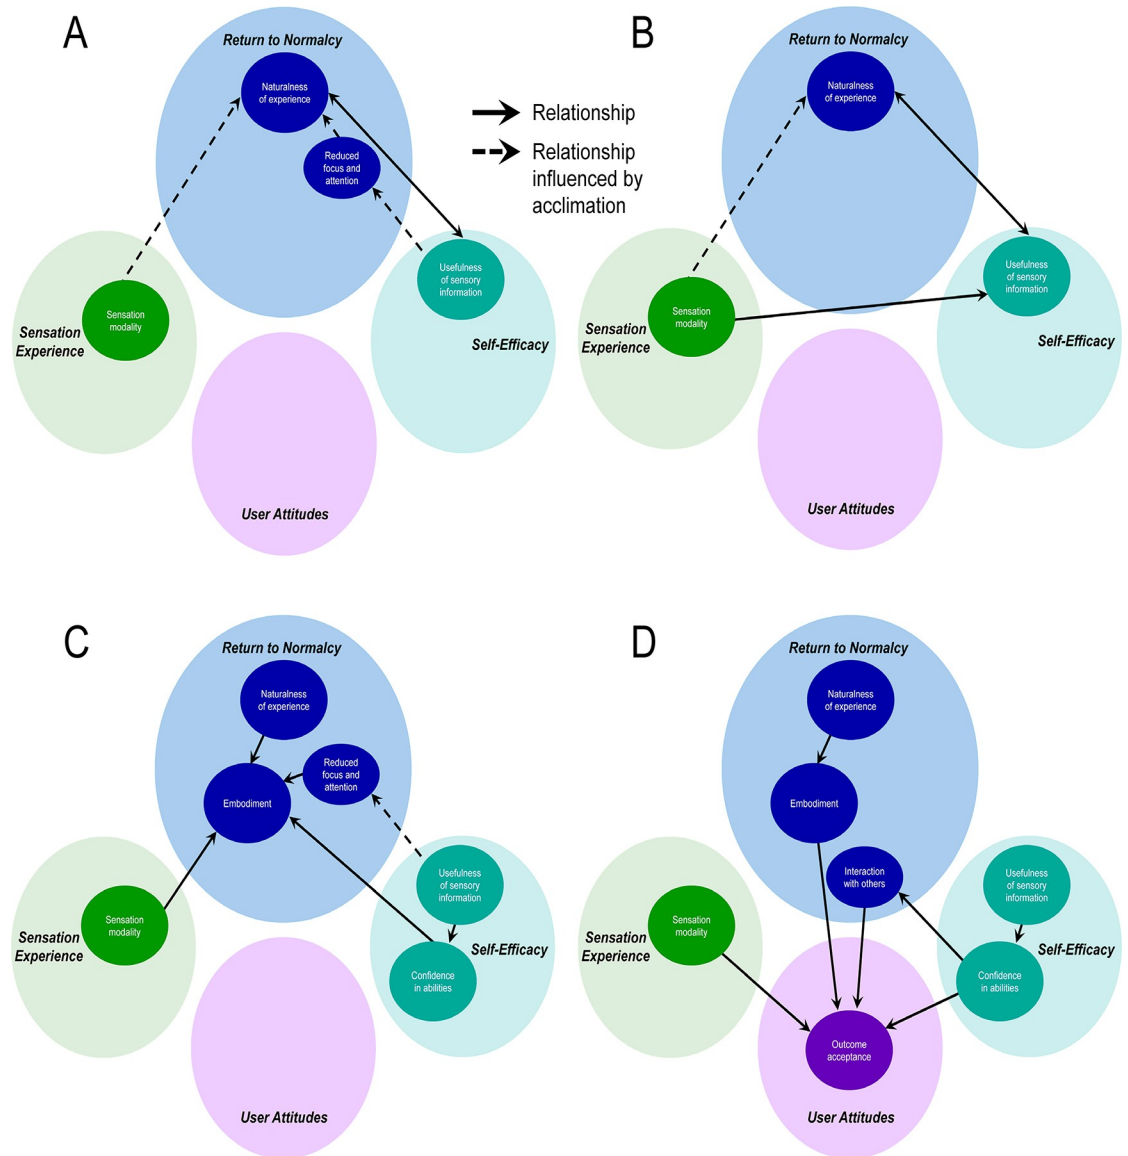 A
Return to Normalcy
Naturalness
of experience
Reduced
focus and
attention
Usefulness
of sensory
information
Sensation
modality
Sensation
Experience
Self-Efficacy
User Attitudes
Relationship
Relationship
influenced by
acclimation
B
Return to Normalcy
Naturalness
of experience
Usefulness
of sensory
information
Sensation
modality
Sensation
Experience
Self-Efficacy
User Attitudes
C
Return to Normalcy
Naturalness
of experience
Reduced
focus and
attention
Embodiment
Usefulness
of sensory
information
Sensation
modality
Sensation
Experience
Self-Efficacy
Confidence
in abilities
User Attitudes
D
Return to Normalcy
Naturalness
of experience
Embodiment
Interaction
with others
Usefulness
of sensory
information
Sensation
modality
Sensation
Experience
Self-Efficacy
Confidence
in abilities
Outcome
acceptance
User Attitudes